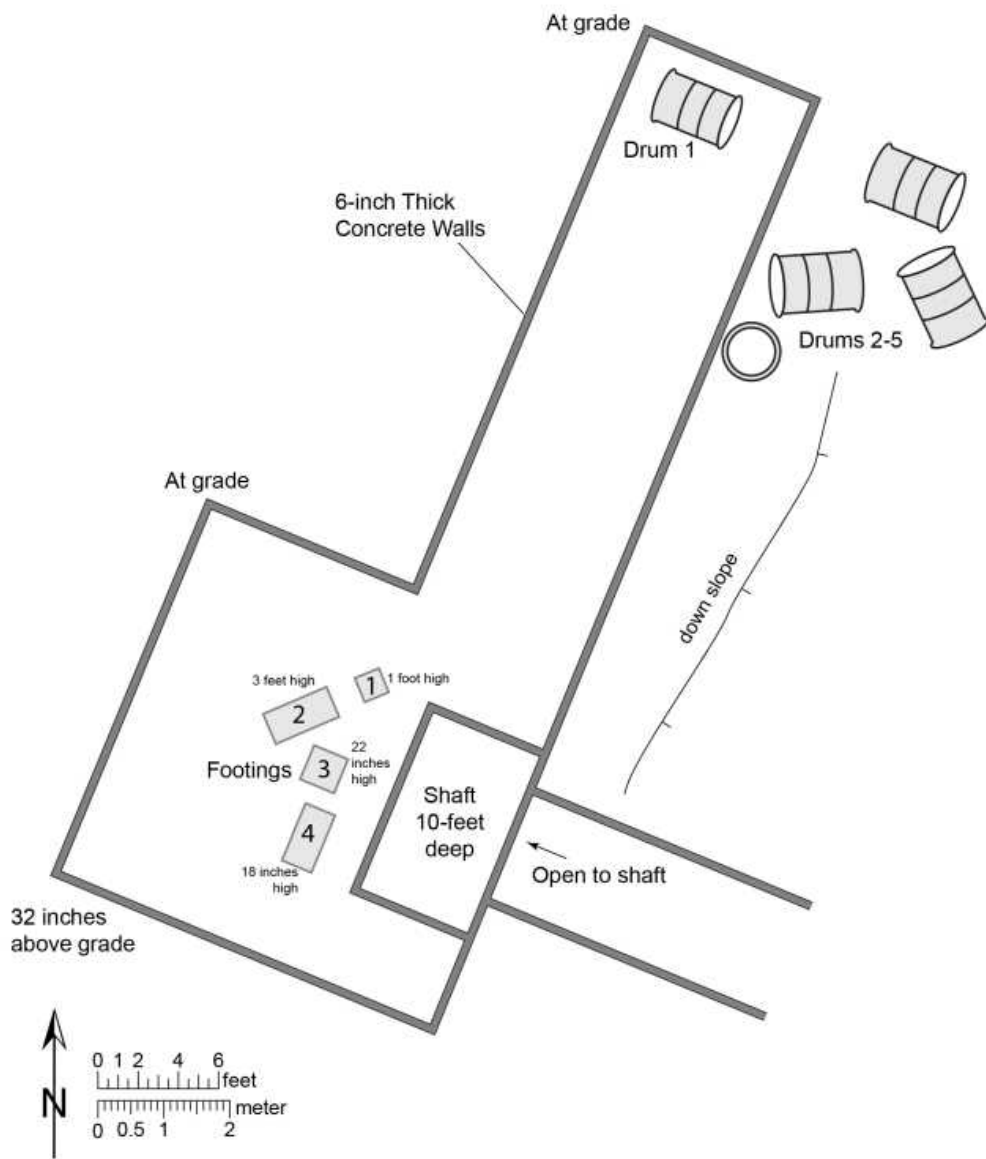 At grade
Drum 1
6-inch Thick
Concrete Walls
Drums 2-5
At grade
down slope
3 feet high
1
1 foot high
2
Footings
3
22
inches
high
4
18 inches
high
Shaft
10-feet
deep
Open to shaft
32 inches
above grade
N
0 1 2 4 6
feet
meter
0 0.5 1 2